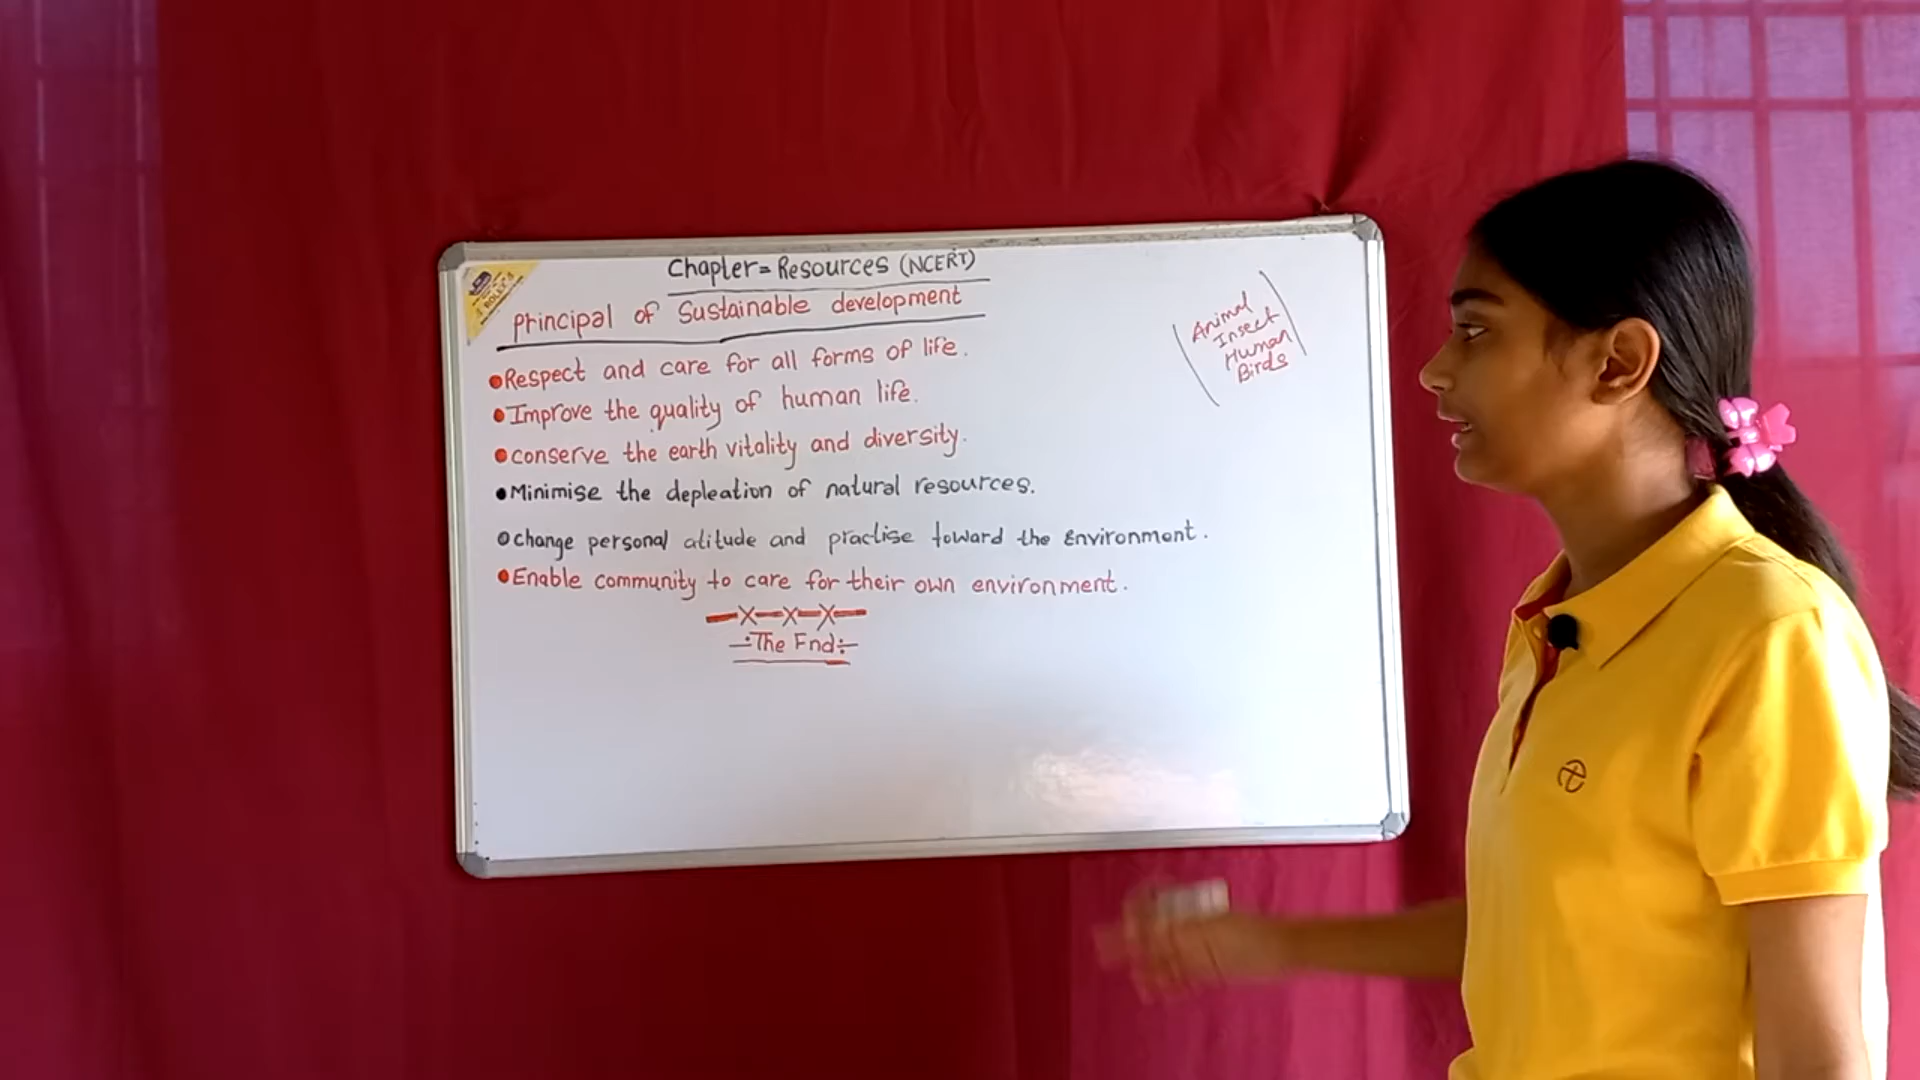 Chapter = Resources (NCERT)
Principal of Sustainable development
•Respect and care for all forms of life.
•Improve the quality of human life.
•conserve the earth vitality and diversity.
•Minimise the depleation of natural resources.
•change personal atitude and practise toward the Environment.
•Enable community to care for their own environment.
—X—X—X—
÷The End÷
Animal
Insect
Human
Birds